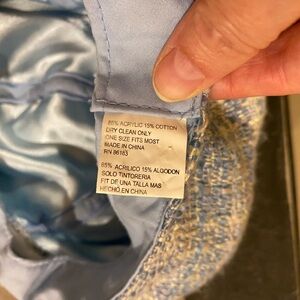 85% ACRYLIC 15% COTTON
DRY CLEAN ONLY
ONE SIZE FITS MOST
MADE IN CHINA
RN 86163
85% ACRILICO 15% ALGODON
SOLO TINTORERIA
FIT DE UNA TALLA MAS
HECHO EN CHINA